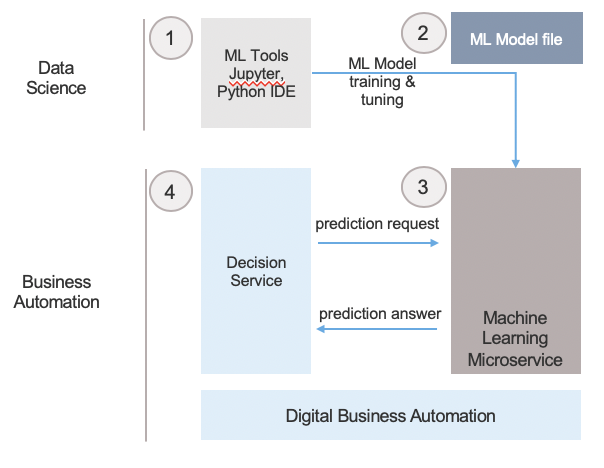 1
2
ML Model file
Data
Science
ML Tools
Jupyter,
Python IDE
ML Model
training &
tuning
4
3
prediction request
Decision
Service
Business
Automation
prediction answer
Machine
Learning
Microservice
Digital Business Automation